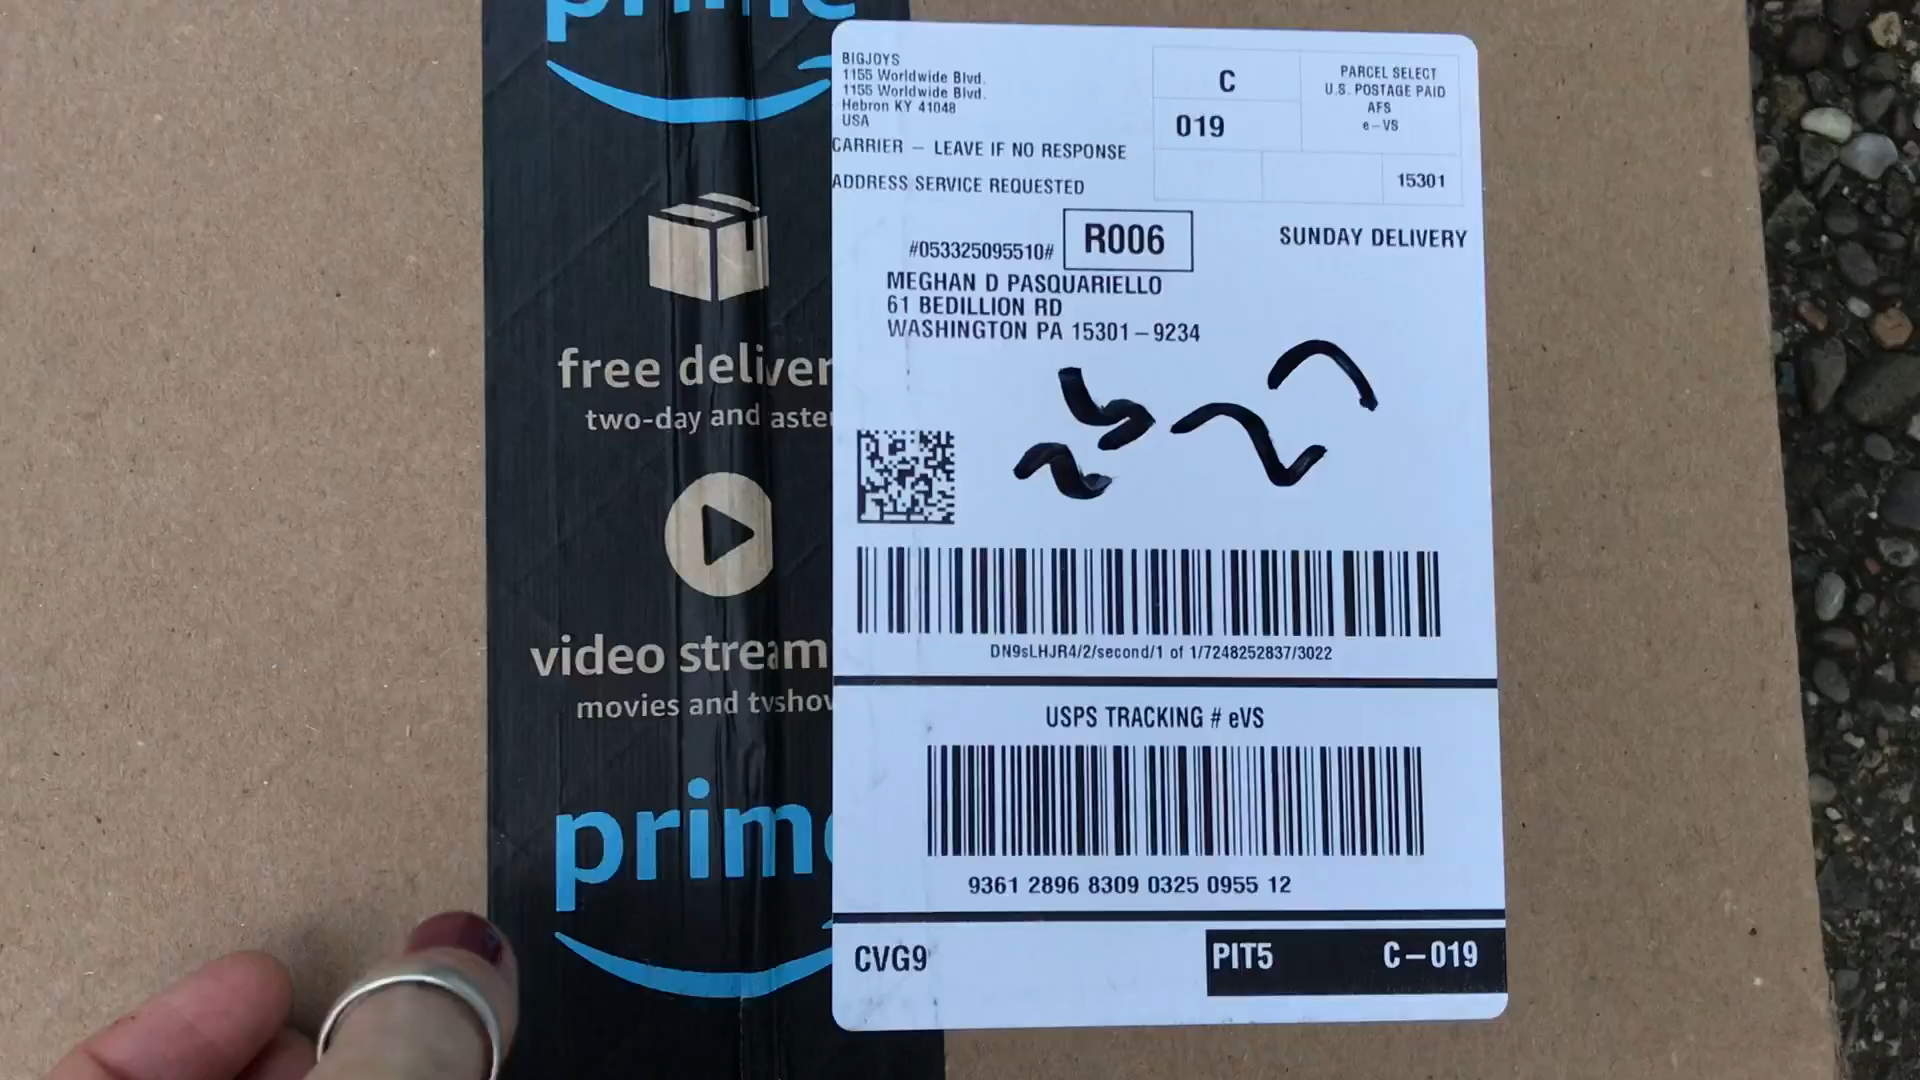 prime
free deliver
two-day and aster
video stream
movies and tvshov
prime
BIGJOYS
1155 Worldwide Blvd.
1155 Worldwide Blvd.
Hebron KY 41048
USA
CARRIER – LEAVE IF NO RESPONSE
ADDRESS SERVICE REQUESTED
C
019
PARCEL SELECT
U.S. POSTAGE PAID
AFS
e-VS
15301
#053325095510#
R006
SUNDAY DELIVERY
MEGHAN D PASQUARIELLO
61 BEDILLION RD
WASHINGTON PA 15301-9234
DN9sLHJR4/2/second/1 of 1/7248252837/3022
USPS TRACKING # eVS
9361 2896 8309 0325 0955 12
CVG9
PIT5
C-019